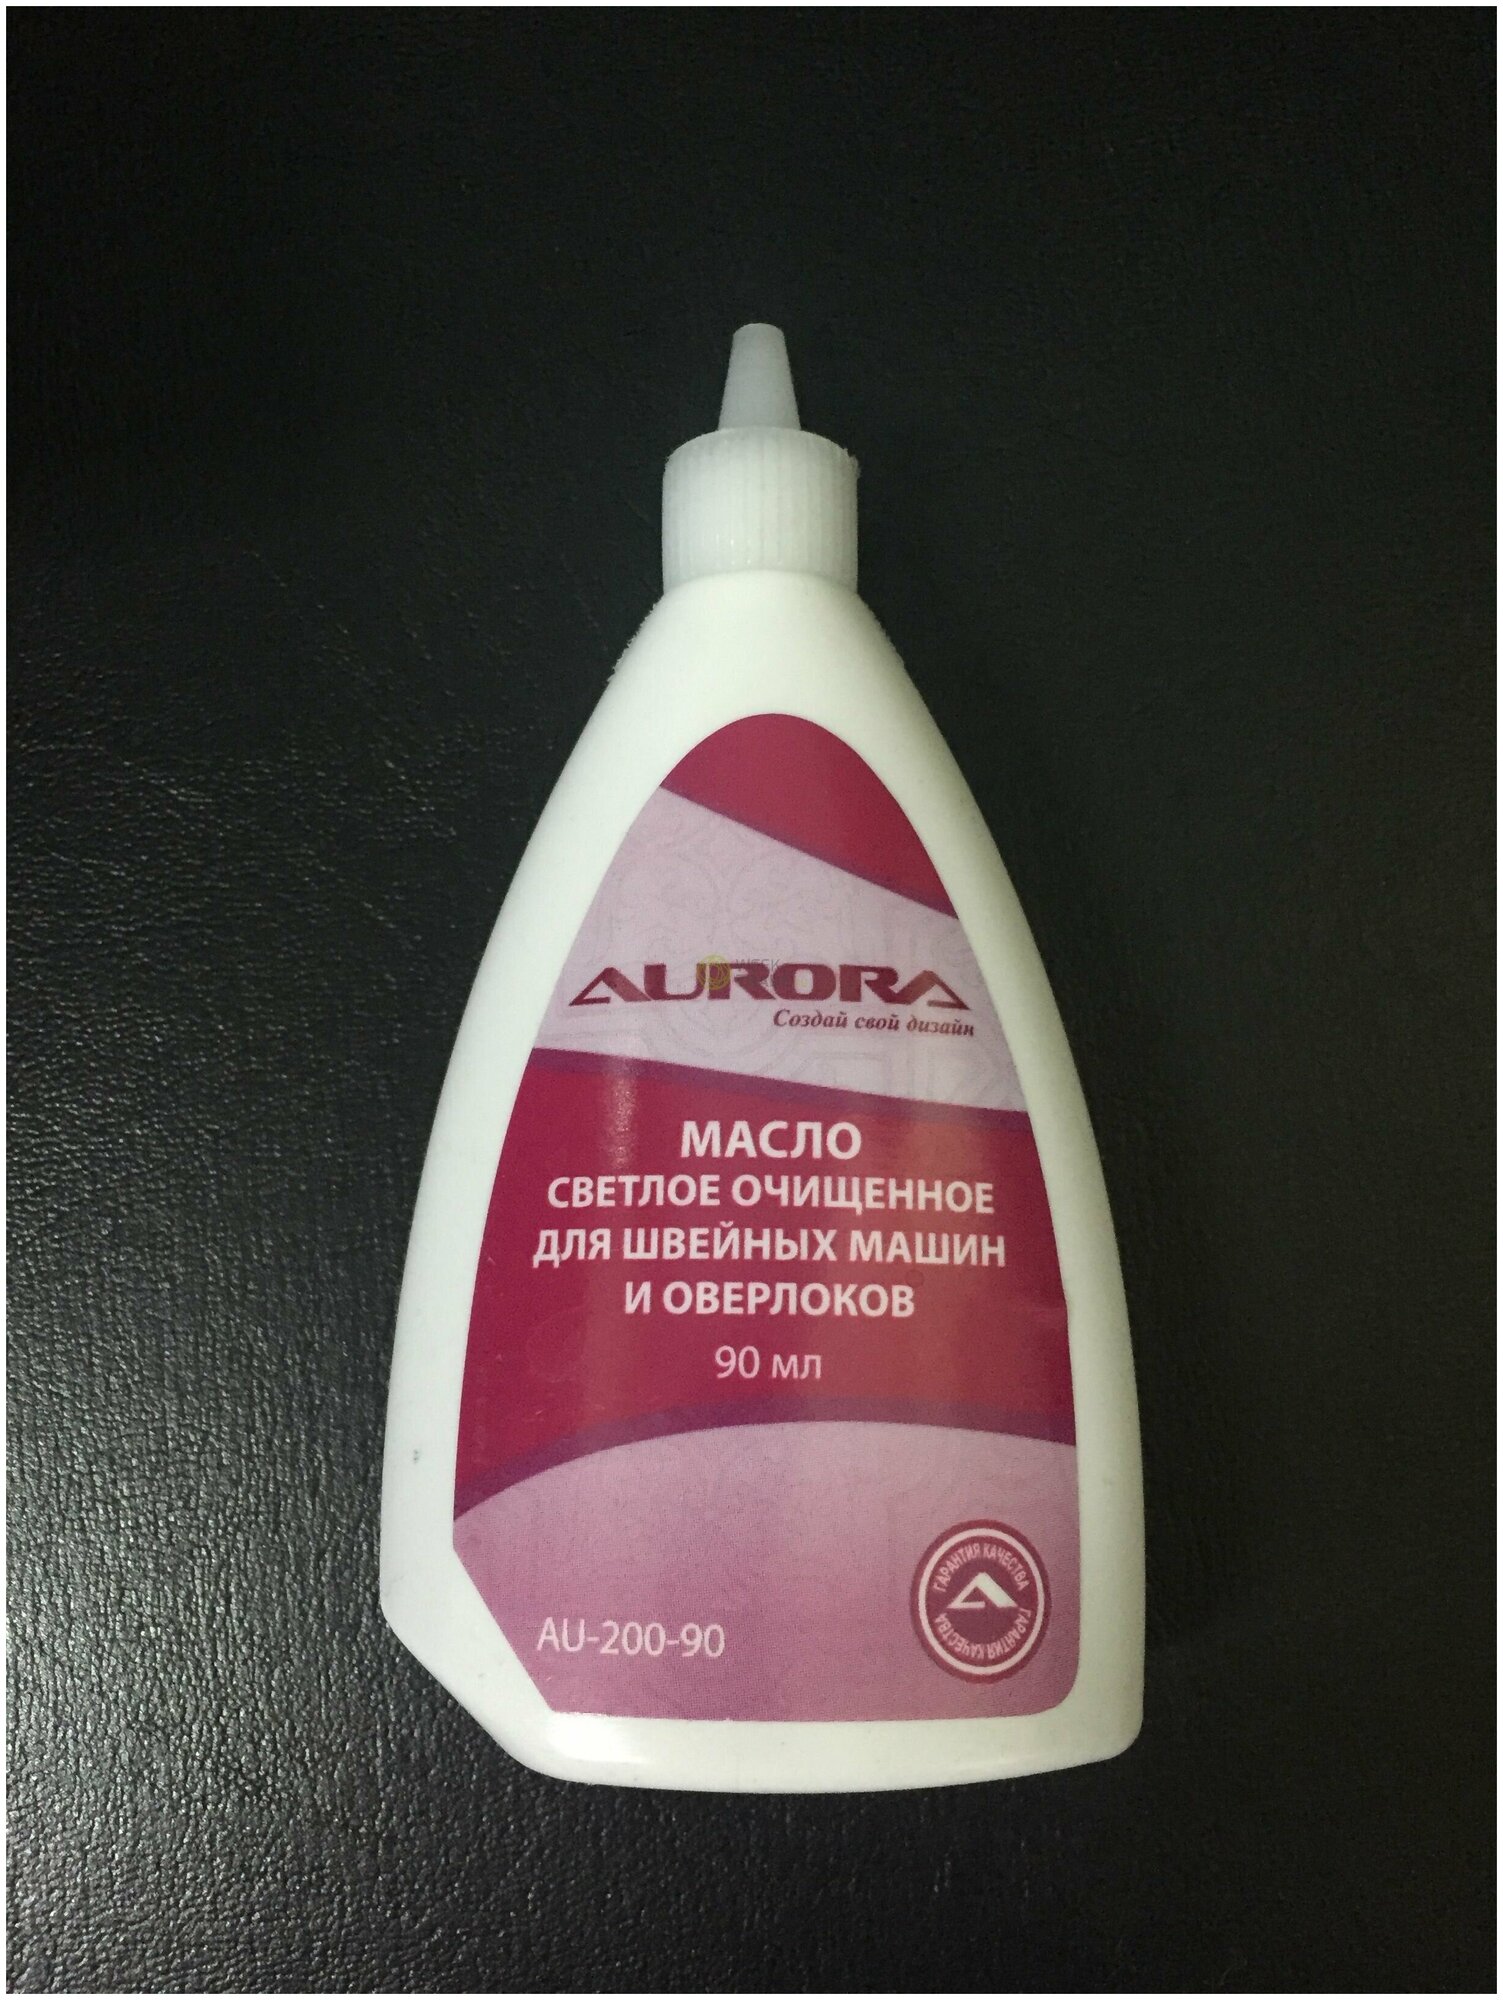 AURORA
Создай свой дизайн
МАСЛО
СВЕТЛОЕ ОЧИЩЕННОЕ
ДЛЯ ШВЕЙНЫХ МАШИН
И ОВЕРЛОКОВ
90 мл
AU-200-90
ГАРАНТИЯ КАЧЕСТВА
ГАРАНТИЯ КАЧЕСТВА